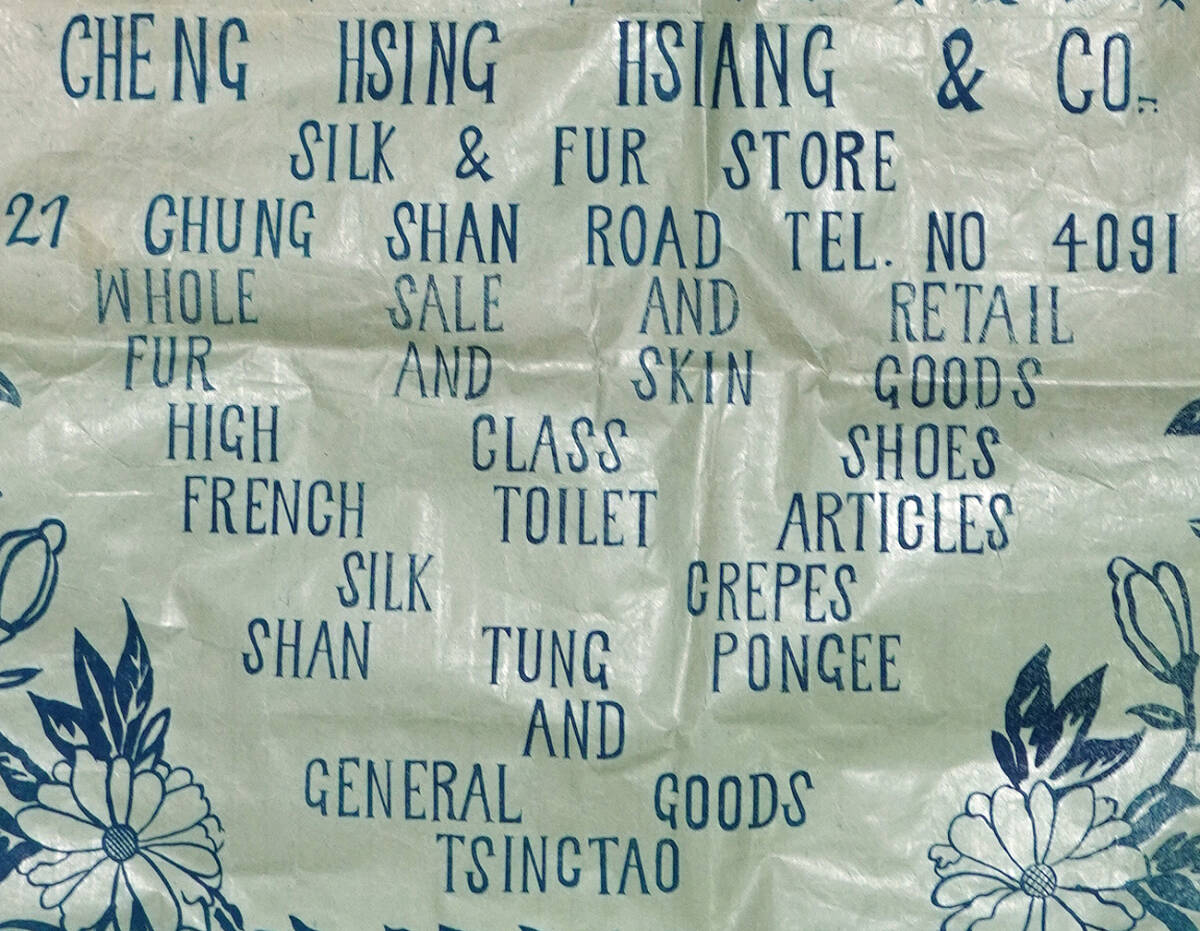 CHENG HSING HSIANG & CO.
SILK & FUR STORE
27 CHUNG SHAN ROAD TEL. NO 4091
WHOLE SALE AND RETAIL
FUR AND SKIN GOODS
HIGH CLASS SHOES
FRENCH TOILET ARTICLES
SILK CREPES
SHAN TUNG PONGEE
AND
GENERAL GOODS
TSINGTAO